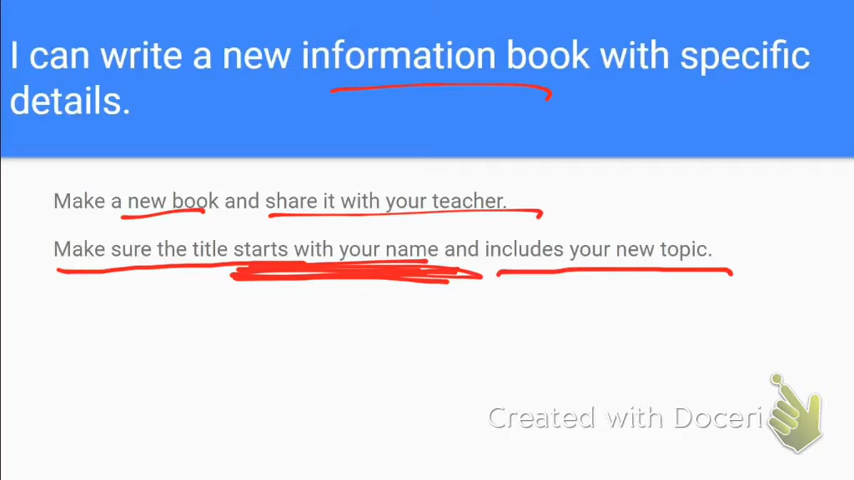 I can write a new information book with specific
details.
Make a new book and share it with your teacher.
Make sure the title starts with your name and includes your new topic.
Created with Doceri